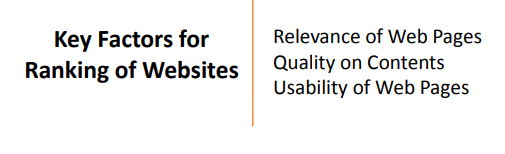 Key Factors for
Ranking of Websites
Relevance of Web Pages
Quality on Contents
Usability of Web Pages